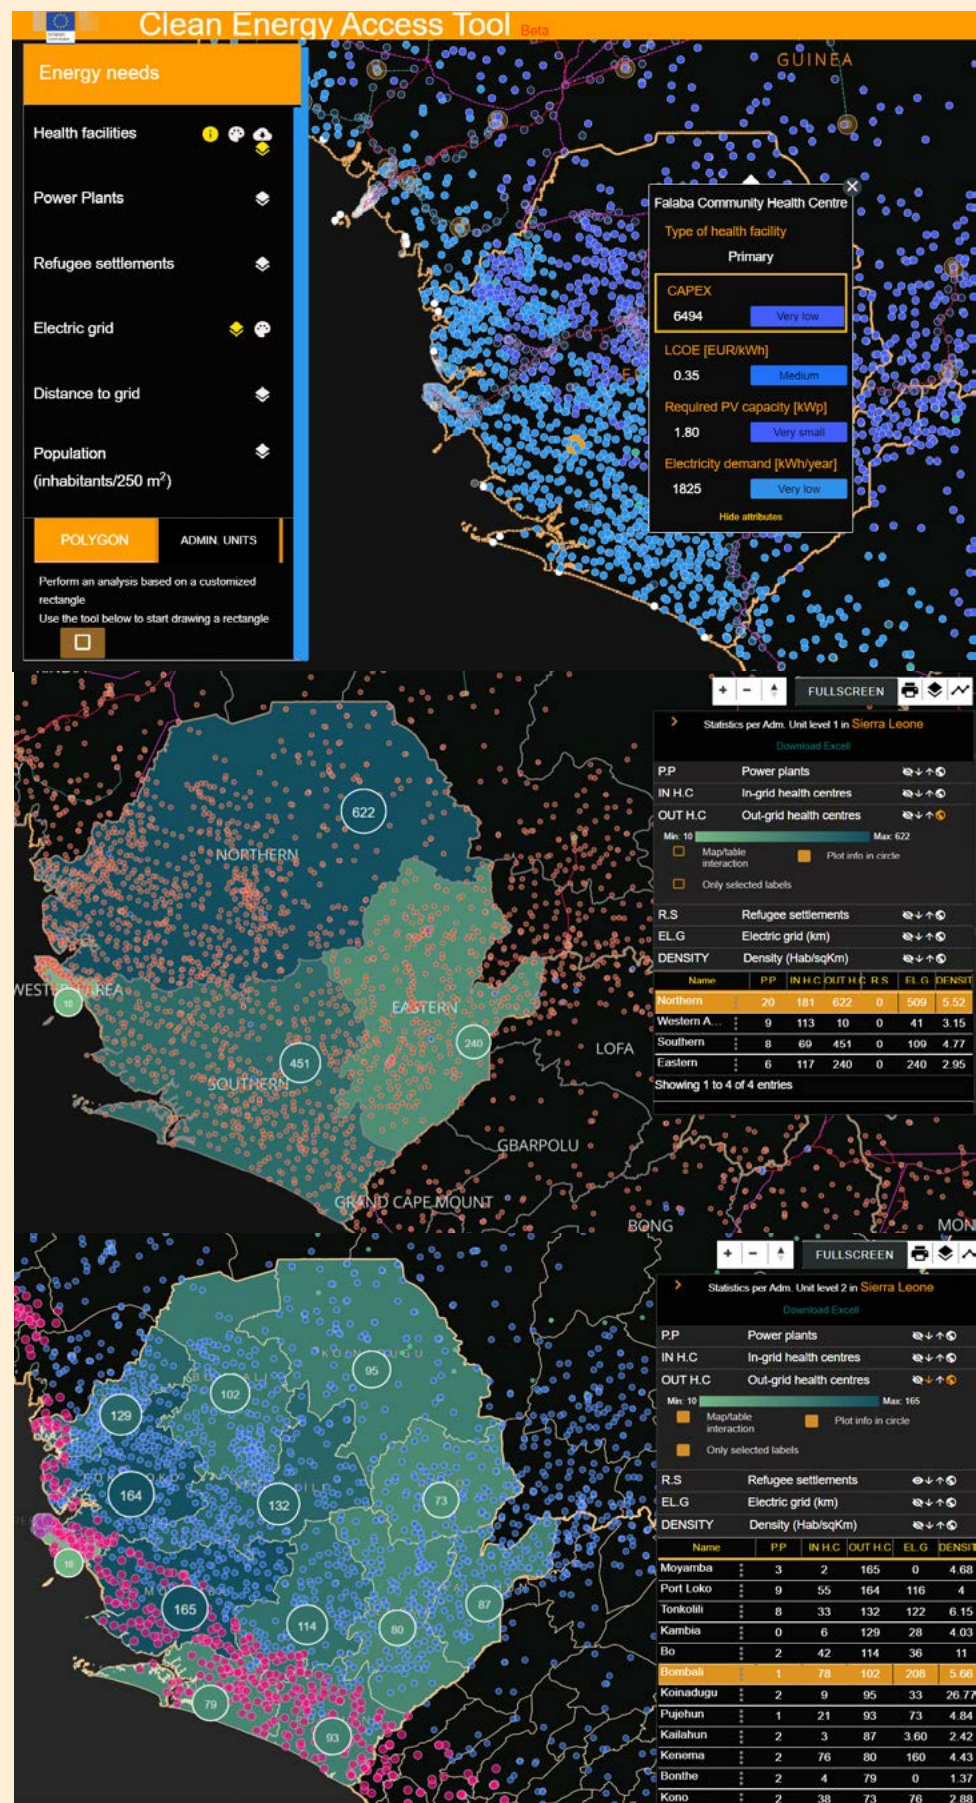 Clean Energy Access Tool Beta
Energy needs
Health facilities
Power Plants
Refugee settlements
Electric grid
Distance to grid
Population
(inhabitants/250 m²)
POLYGON ADMIN. UNITS
Perform an analysis based on a customized
rectangle
Use the tool below to start drawing a rectangle
GUINEA
Falaba Community Health Centre
Type of health facility
Primary
CAPEX
6494 Very low
LCOE [EUR/kWh]
0.35 Medium
Required PV capacity [kWp]
1.80 Very small
Electricity demand [kWh/year]
1825 Very low
Hide attributes
+ − FULLSCREEN
Statistics per Adm. Unit level 1 in Sierra Leone
Download Excell
P.P Power plants
IN H.C In-grid health centres
OUT H.C Out-grid health centres
Min: 10 Max: 622
Map/table
interaction
Plot info in circle
Only selected labels
R.S Refugee settlements
EL.G Electric grid (km)
DENSITY Density (Hab/sqKm)
Name P.P IN H.C OUT H.C R.S EL.G DENSIT
Northern 20 181 622 0 509 5.52
Western A... 9 113 10 0 41 3.15
Southern 8 69 451 0 109 4.77
Eastern 6 117 240 0 240 2.95
Showing 1 to 4 of 4 entries
622
NORTHERN
10
EASTERN
240
451
SOUTHERN
LOFA
GBARPOLU
GRAND CAPE MOUNT
BONG
MON
+ − FULLSCREEN
Statistics per Adm. Unit level 2 in Sierra Leone
Download Excell
P.P Power plants
IN H.C In-grid health centres
OUT H.C Out-grid health centres
Min: 10 Max: 165
Map/table
interaction
Plot info in circle
Only selected labels
R.S Refugee settlements
EL.G Electric grid (km)
DENSITY Density (Hab/sqKm)
Name P.P IN H.C OUT H.C EL.G DENSIT
Moyamba 3 2 165 0 4.68
Port Loko 9 55 164 116 4
Tonkolili 8 33 132 122 6.15
Kambia 0 6 129 28 4.03
Bo 2 42 114 36 11
Bombali 1 78 102 208 5.66
Koinadugu 2 9 95 33 26.77
Pujehun 1 21 93 73 4.84
Kailahun 2 3 87 3.60 2.42
Kenema 2 76 80 160 4.43
Bonthe 2 4 79 0 1.37
Kono 2 38 73 76 2.88
95
102
129
164
132
73
165
114
80
87
79
93